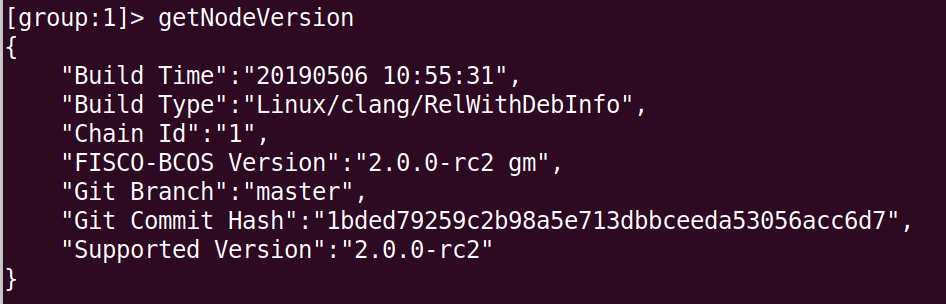 [group:1]> getNodeVersion
{
    "Build Time":"20190506 10:55:31",
    "Build Type":"Linux/clang/RelWithDebInfo",
    "Chain Id":"1",
    "FISCO-BCOS Version":"2.0.0-rc2 gm",
    "Git Branch":"master",
    "Git Commit Hash":"1bded79259c2b98a5e713dbbceeda53056acc6d7",
    "Supported Version":"2.0.0-rc2"
}